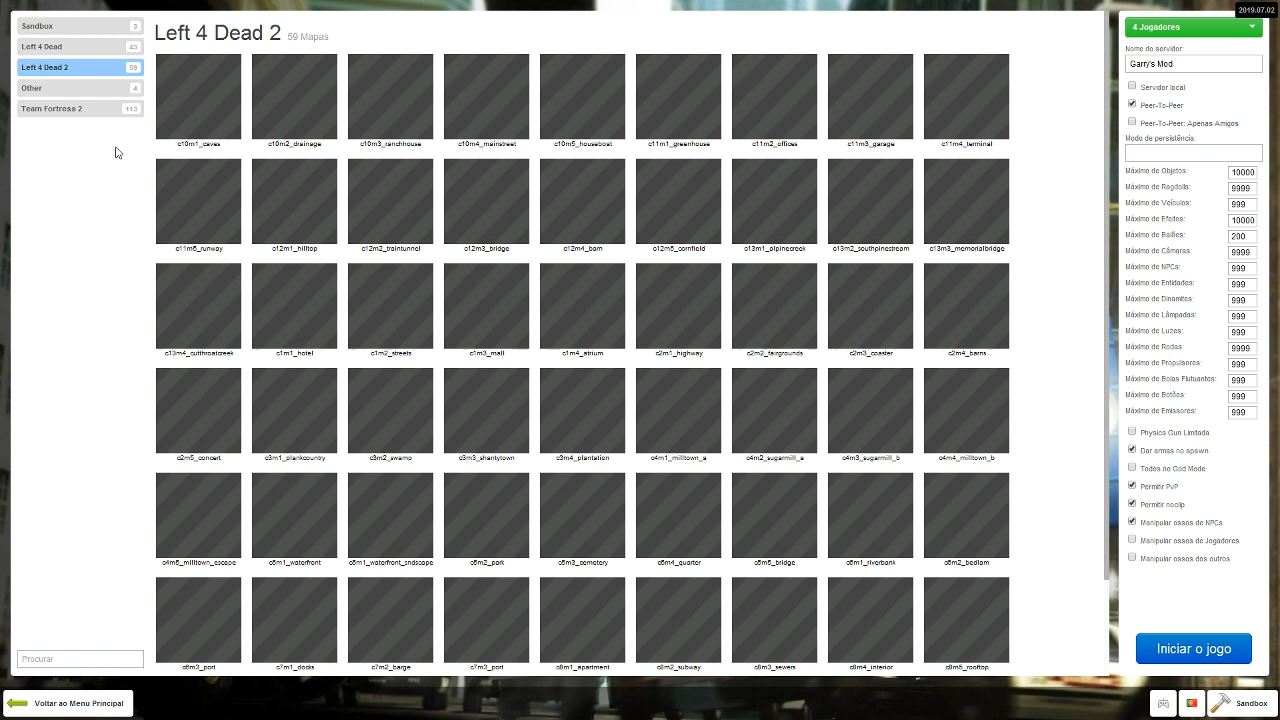 2019.07.02
Sandbox 3
Left 4 Dead 43
Left 4 Dead 2 59
Other 4
Team Fortress 2 113
Procurar
Left 4 Dead 2 59 Mapas
c10m1_caves c10m2_drainage c10m3_ranchhouse c10m4_mainstreet c10m5_houseboat c11m1_greenhouse c11m2_offices c11m3_garage c11m4_terminal
c11m5_runway c12m1_hilltop c12m2_traintunnel c12m3_bridge c12m4_barn c12m5_cornfield c13m1_alpinecreek c13m2_southpinestream c13m3_memorialbridge
c13m4_cutthroatcreek c1m1_hotel c1m2_streets c1m3_mall c1m4_atrium c2m1_highway c2m2_fairgrounds c2m3_coaster c2m4_barns
c2m5_concert c3m1_plankcountry c3m2_swamp c3m3_shantytown c3m4_plantation c4m1_milltown_a c4m2_sugarmill_a c4m3_sugarmill_b c4m4_milltown_b
c4m5_milltown_escape c5m1_waterfront c5m1_waterfront_sndscape c5m2_park c5m3_cemetery c5m4_quarter c5m5_bridge c6m1_riverbank c6m2_bedlam
c6m3_port c7m1_docks c7m2_barge c7m3_port c8m1_apartment c8m2_subway c8m3_sewers c8m4_interior c8m5_rooftop
4 Jogadores
Nome do servidor:
Garry's Mod
Servidor local
Peer-To-Peer
Peer-To-Peer: Apenas Amigos
Modo de persistência:
Máximo de Objetos: 10000
Máximo de Ragdolls: 9999
Máximo de Veículos: 999
Máximo de Efeitos: 10000
Máximo de Balões: 200
Máximo de Câmaras: 9999
Máximo de NPCs: 999
Máximo de Entidades: 999
Máximo de Dinamites: 999
Máximo de Lâmpadas: 999
Máximo de Luzes: 999
Máximo de Rodas: 9999
Máximo de Propulsores: 999
Máximo de Bolas Flutuantes: 999
Máximo de Botões: 999
Máximo de Emissores: 999
Physics Gun Limitada
Dar armas no spawn
Todos no God Mode
Permitir PvP
Permitir noclip
Manipular ossos de NPCs
Manipular ossos de Jogadores
Manipular ossos dos outros
Iniciar o jogo
Voltar ao Menu Principal
Sandbox